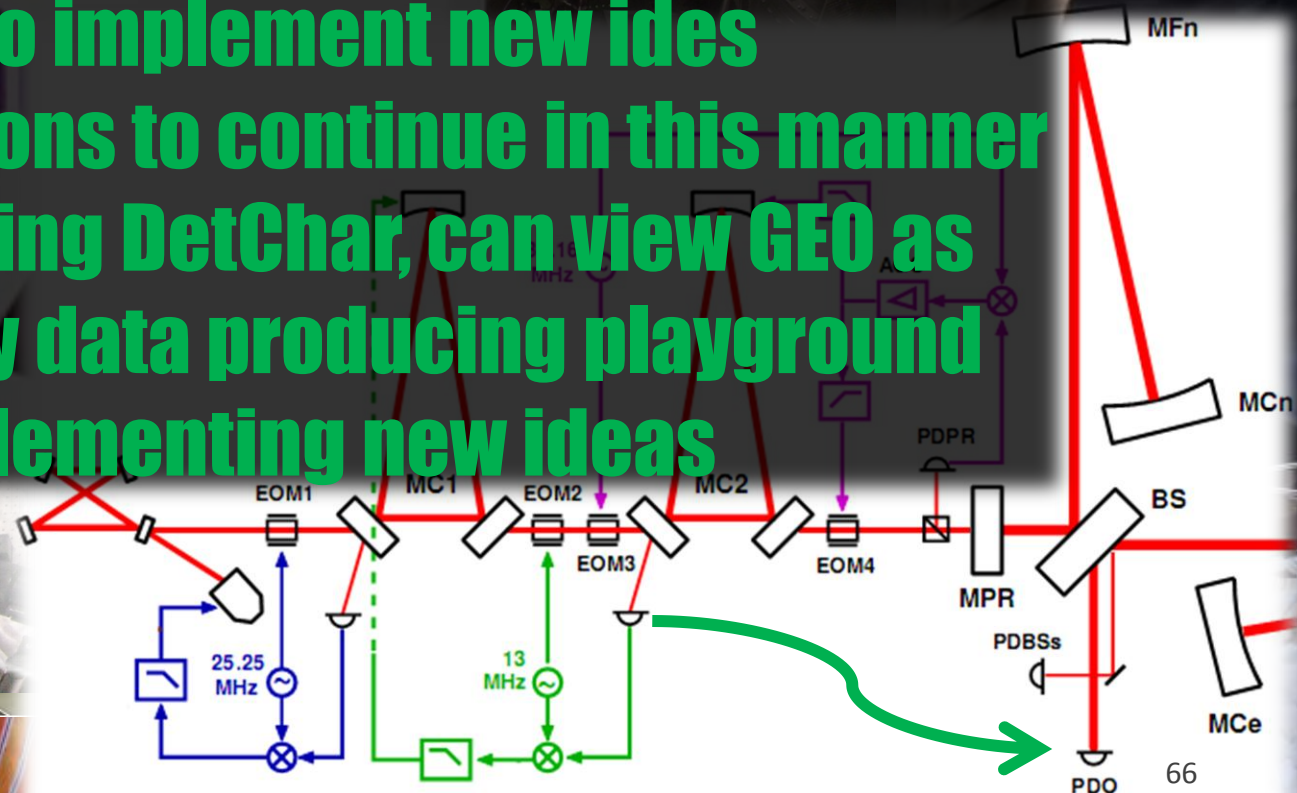 o implement new ides
ons to continue in this manner
ing DetChar, can view GEO as
data producing playground
lementing new ideas
MFn
MCn
MHz
PDPR
EOM1
MC1
EOM2
MC2
BS
EOM3
EOM4
MPR
25.25
MHz
13
MHz
PDBSs
MCe
PDO
66